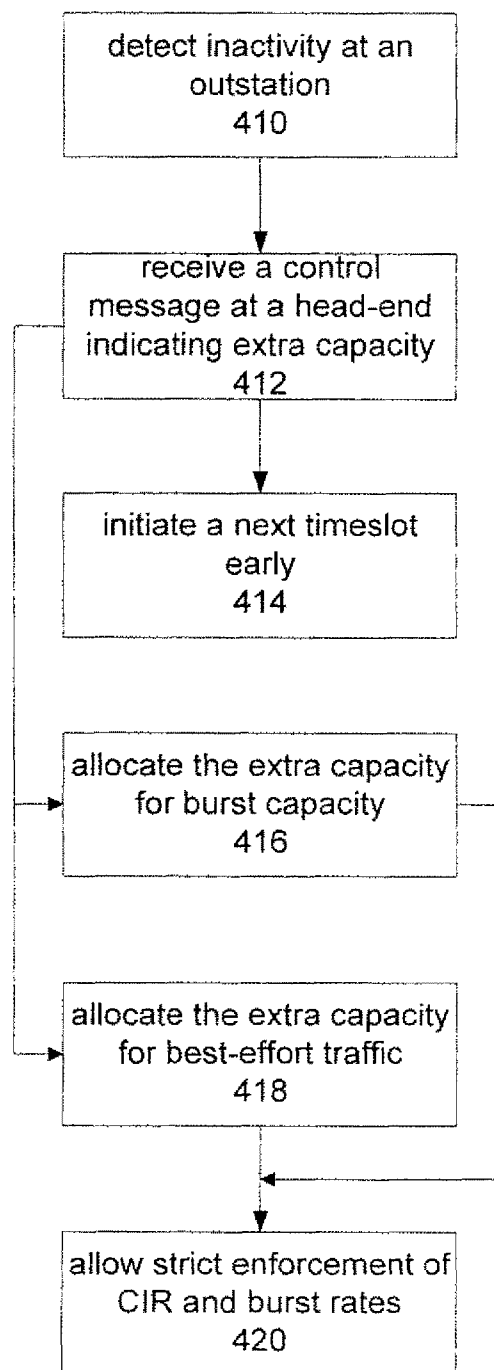 detect inactivity at an
outstation
410
receive a control
message at a head-end
indicating extra capacity
412
initiate a next timeslot
early
414
allocate the extra capacity
for burst capacity
416
allocate the extra capacity
for best-effort traffic
418
allow strict enforcement of
CIR and burst rates
420